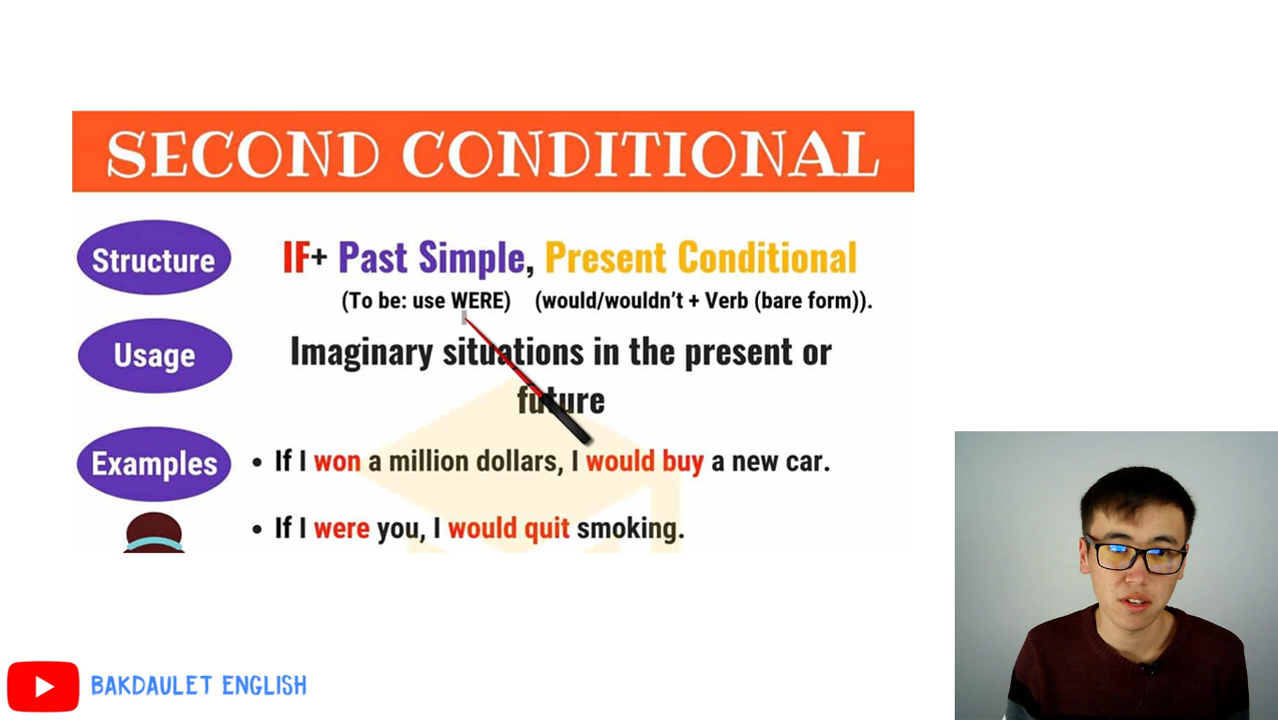 SECOND CONDITIONAL
Structure
IF+ Past Simple, Present Conditional
(To be: use WERE) (would/wouldn't + Verb (bare form)).
Usage
Imaginary situations in the present or
future
Examples
• If I won a million dollars, I would buy a new car.
• If I were you, I would quit smoking.
BAKDAULET ENGLISH